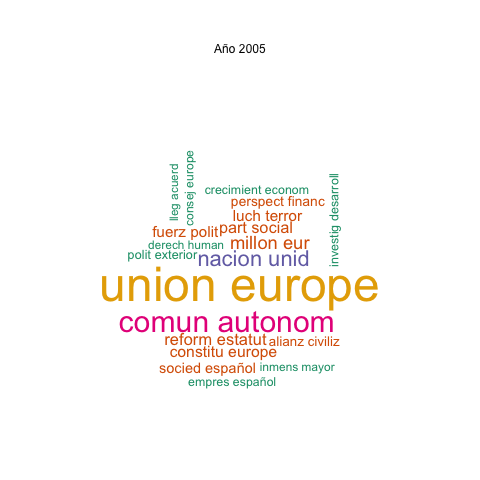 Año 2005
lleg acuerd
consej europe
crecimient econom
perspect financ
investig desarroll
luch terror
part social
fuerz polit
millon eur
derech human
polit exterior
nacion unid
union europe
comun autonom
reform estatut
alianz civiliz
constitu europe
socied español
inmens mayor
empres español